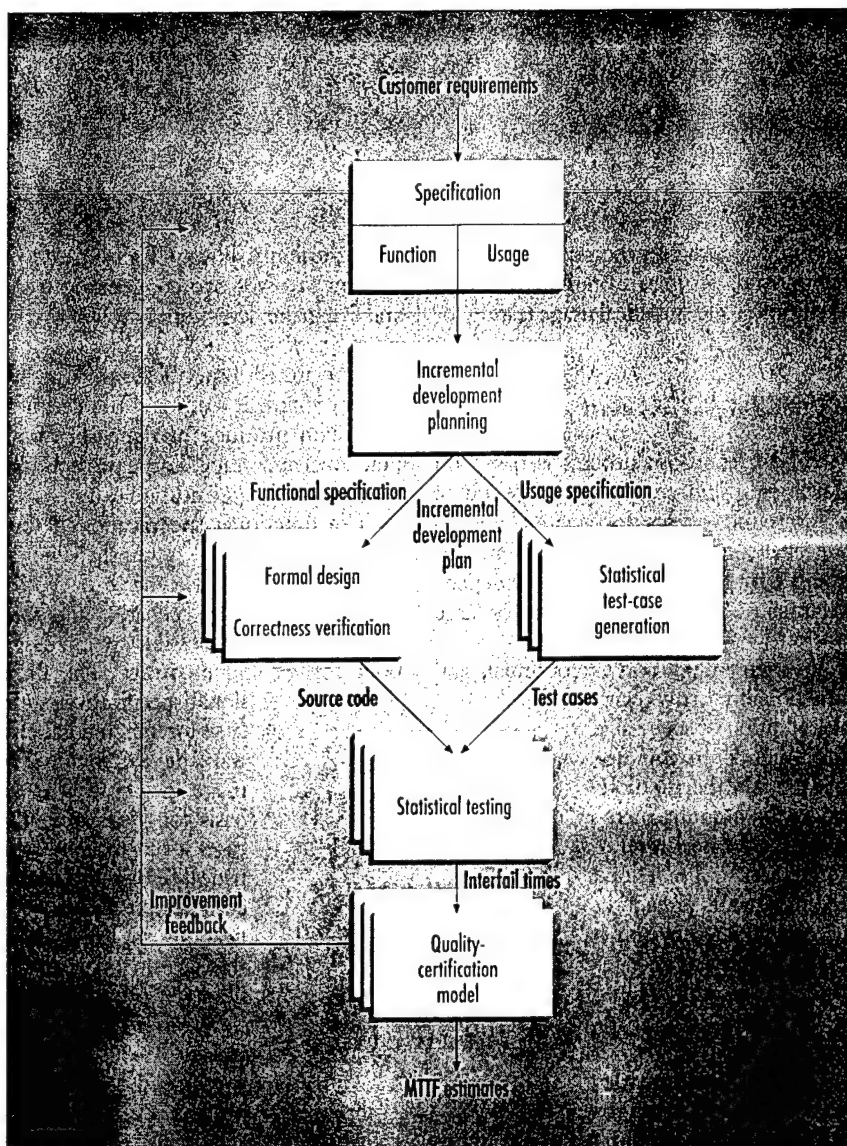 Customer requirements
Specification
Function
Usage
Incremental
development
planning
Functional specification
Usage specification
Incremental
development
plan
Formal design
Correctness verification
Statistical
test-case
generation
Source code
Test cases
Statistical testing
Interfail times
Improvement
feedback
Quality-
certification
model
MTTF estimates